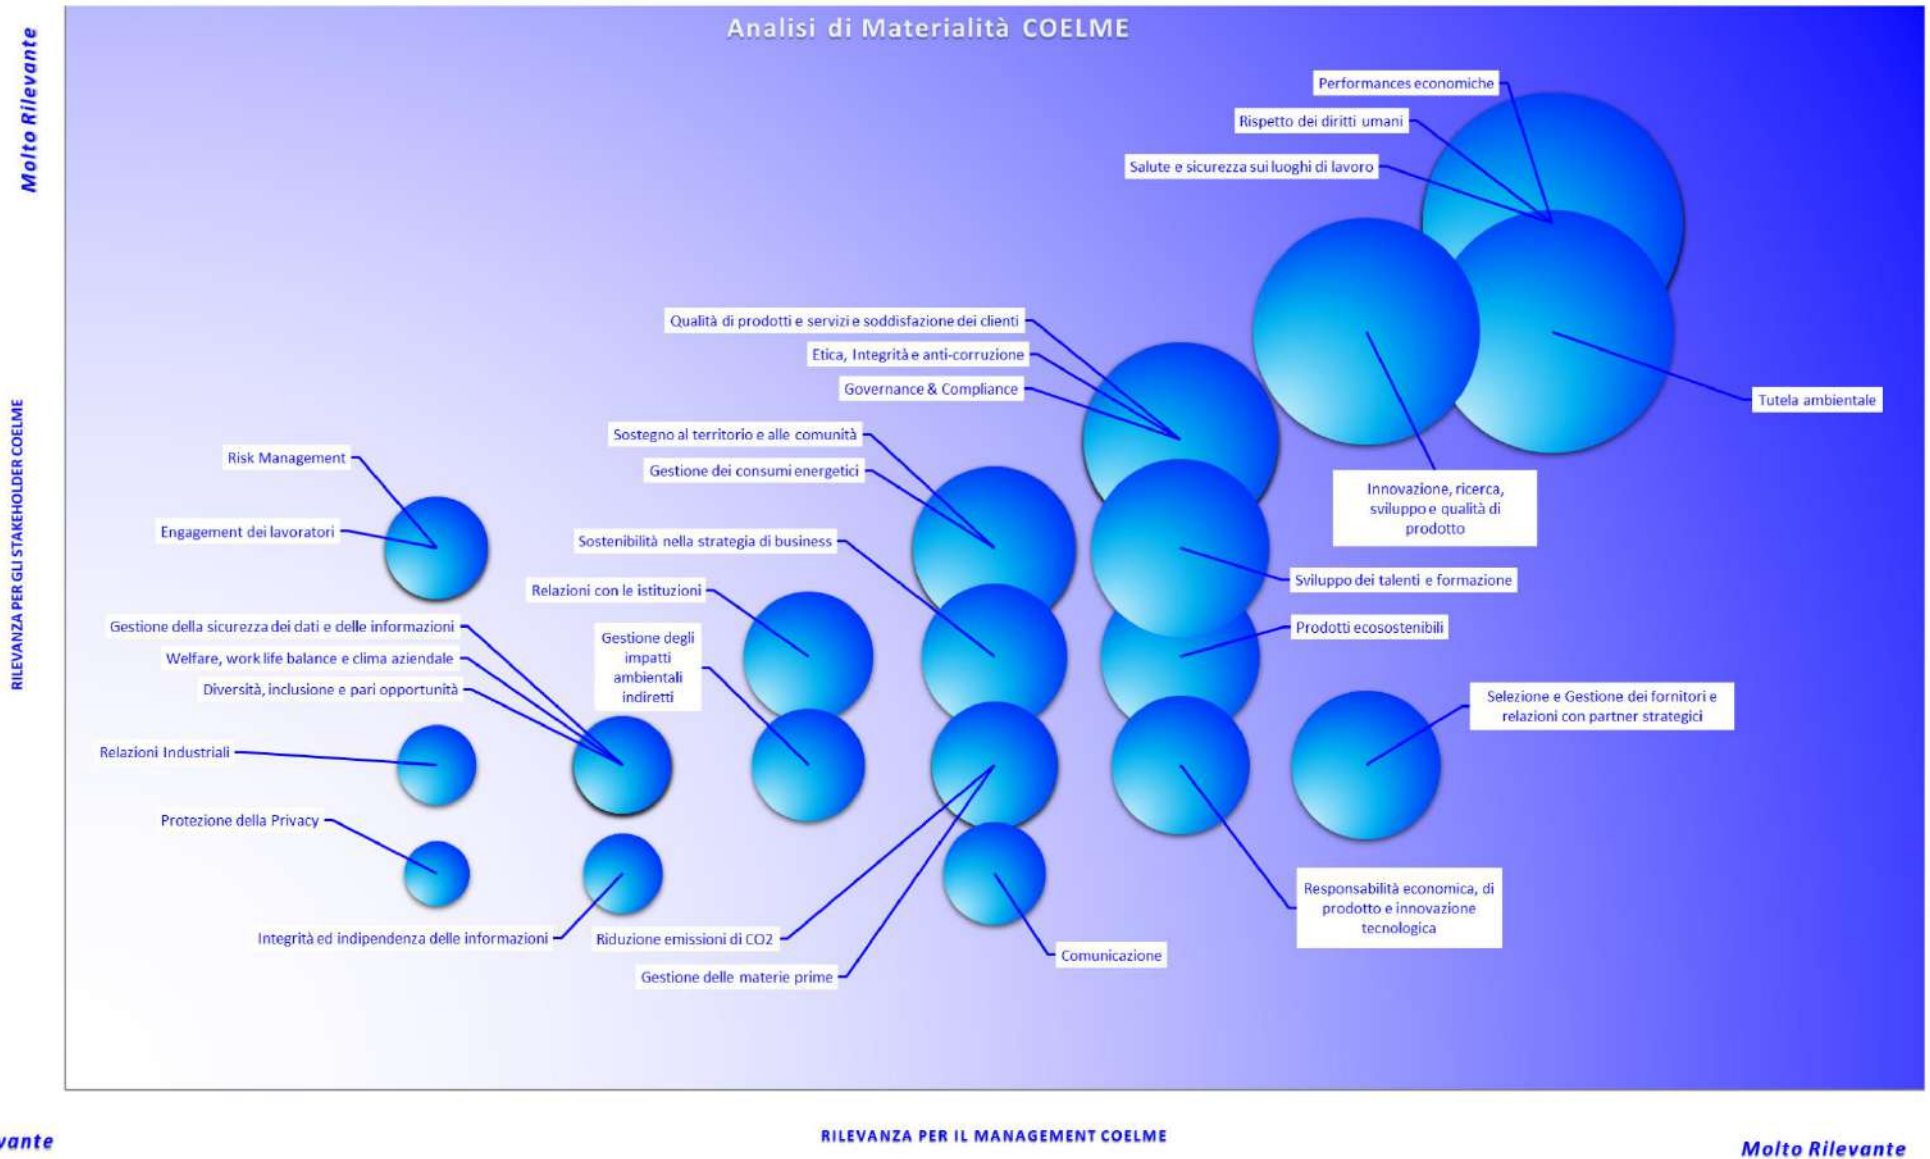 Analisi di Materialità COELME
Molto Rilevante
Performances economiche
Rispetto dei diritti umani
Salute e sicurezza sui luoghi di lavoro
Qualità di prodotti e servizi e soddisfazione dei clienti
Etica, Integrità e anti-corruzione
Governance & Compliance
Tutela ambientale
Sostegno al territorio e alle comunità
Gestione dei consumi energetici
Risk Management
Engagement dei lavoratori
Innovazione, ricerca,
sviluppo e qualità di
prodotto
Sostenibilità nella strategia di business
Sviluppo dei talenti e formazione
Relazioni con le istituzioni
Gestione della sicurezza dei dati e delle informazioni
Welfare, work life balance e clima aziendale
Diversità, inclusione e pari opportunità
Gestione degli
impatti
ambientali
indiretti
Prodotti ecosostenibili
Selezione e Gestione dei fornitori e
relazioni con partner strategici
Relazioni Industriali
Protezione della Privacy
Integrità ed indipendenza delle informazioni
Riduzione emissioni di CO2
Gestione delle materie prime
Comunicazione
Responsabilità economica, di
prodotto e innovazione
tecnologica
RILEVANZA PER GLI STAKEHOLDER COELME
RILEVANZA PER IL MANAGEMENT COELME
Molto Rilevante